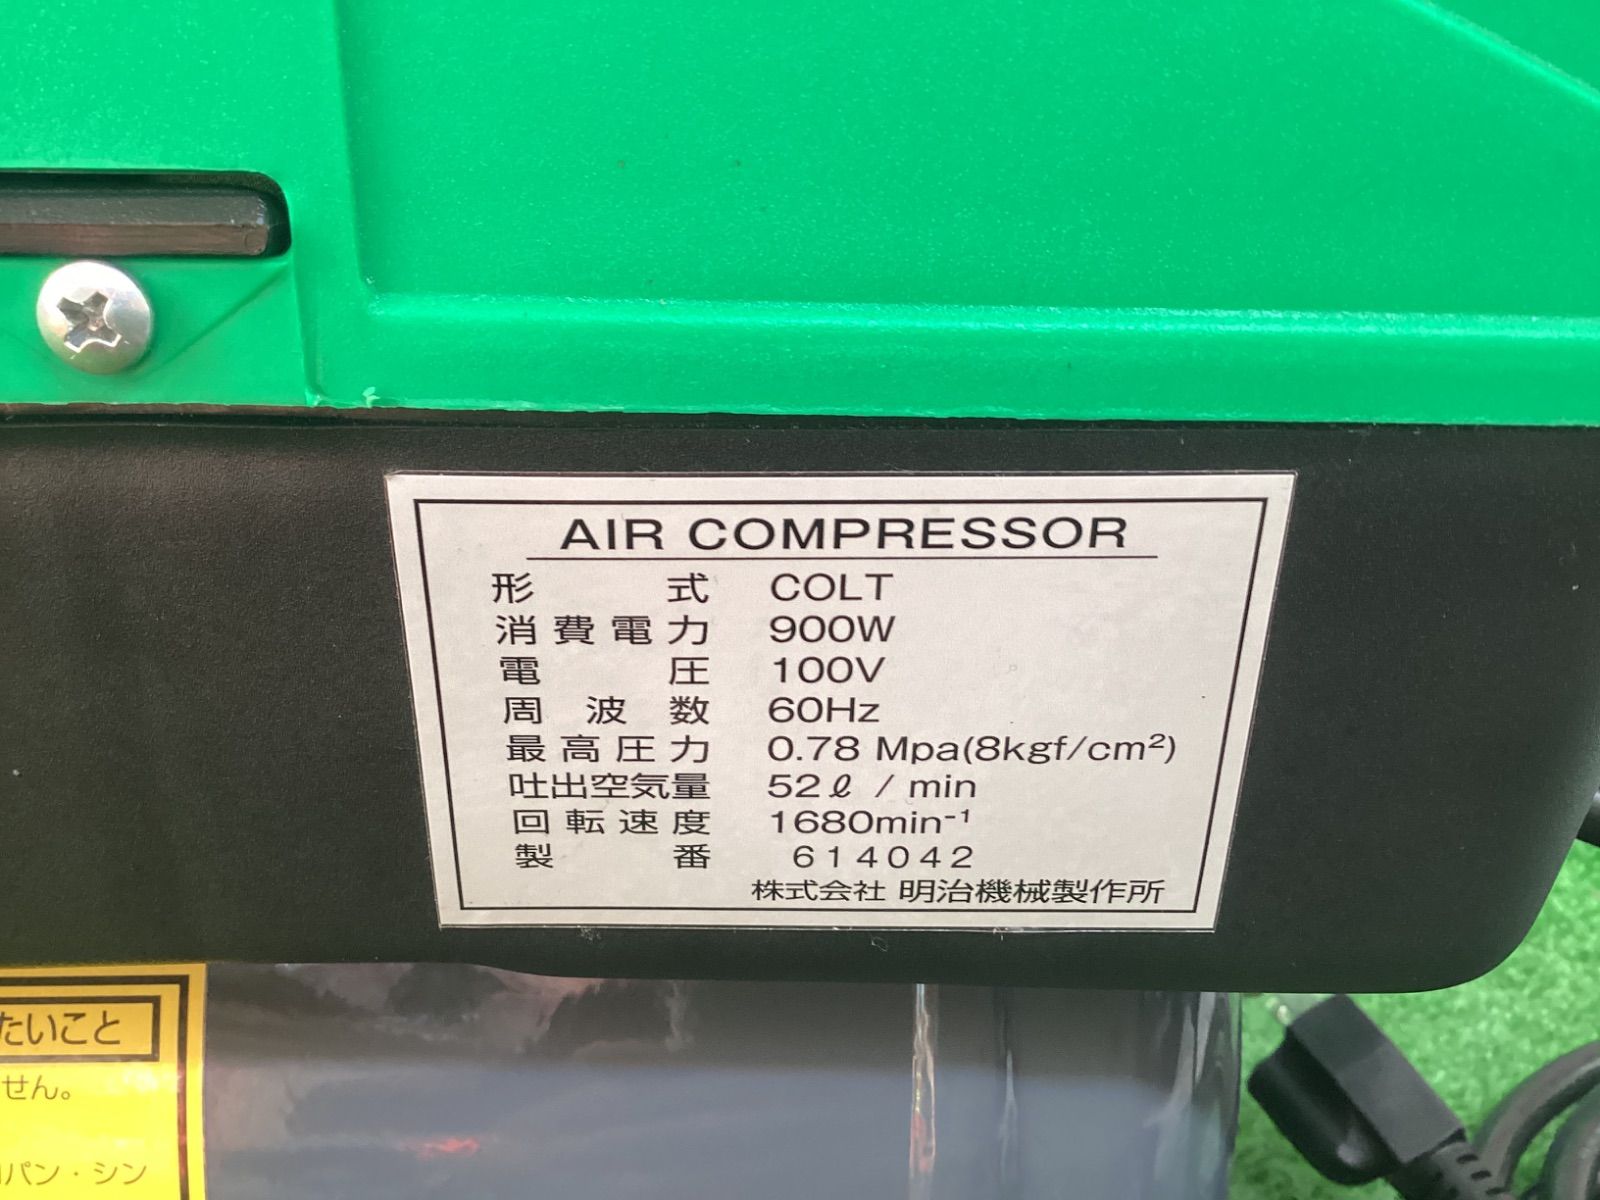 AIR COMPRESSOR
形式 COLT
消費電力 900W
電圧 100V
周波数 60Hz
最高圧力 0.78 Mpa(8kgf/cm²)
吐出空気量 52ℓ / min
回転速度 1680min⁻¹
製番 614042
株式会社 明治機械製作所
たいこと
せん。
パン・シン